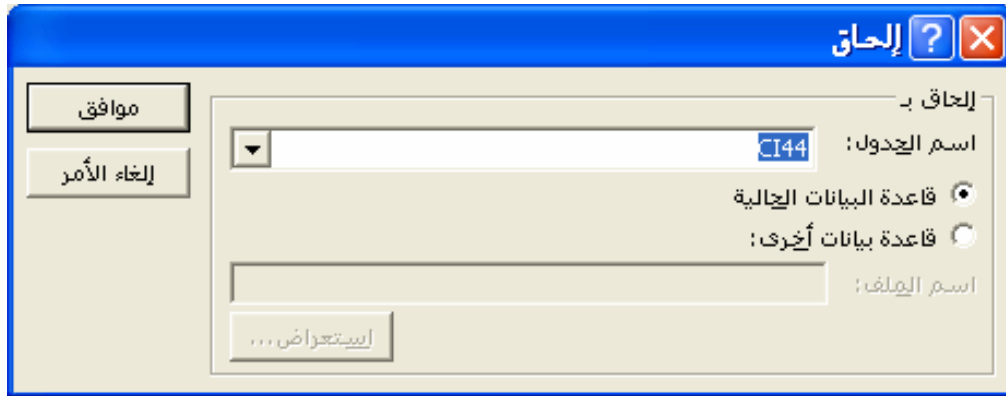 إلحاق
إلحاق بـ
اسم الجدول:
CI44
قاعدة البيانات الحالية
قاعدة بيانات أخرى:
اسم الملف:
استعراض...
موافق
إلغاء الأمر